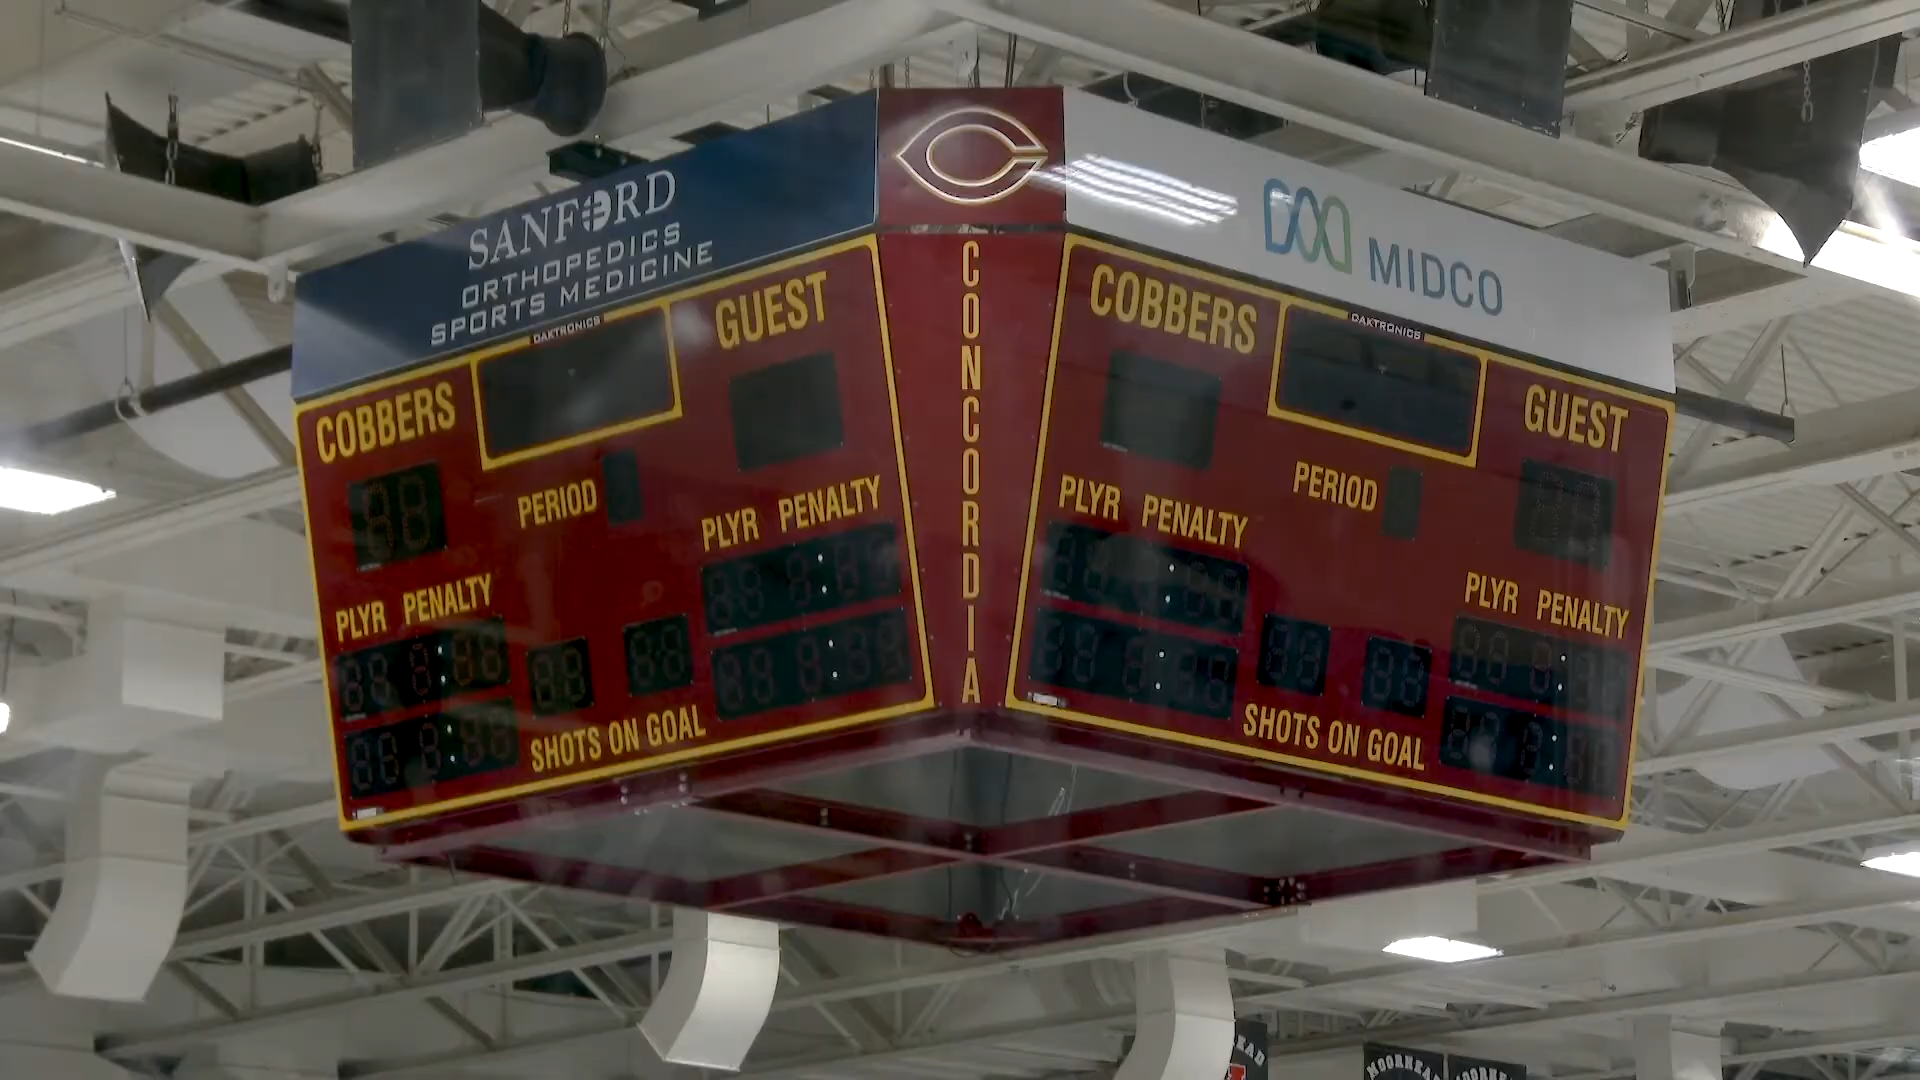 SANFORD
ORTHOPEDICS
SPORTS MEDICINE
DAKTRONICS
COBBERS
GUEST
PERIOD
PLYR PENALTY
PLYR PENALTY
SHOTS ON GOAL
C
CONCORDIA
MIDCO
DAKTRONICS
COBBERS
GUEST
PERIOD
PLYR PENALTY
PLYR PENALTY
SHOTS ON GOAL
MOORHEAD